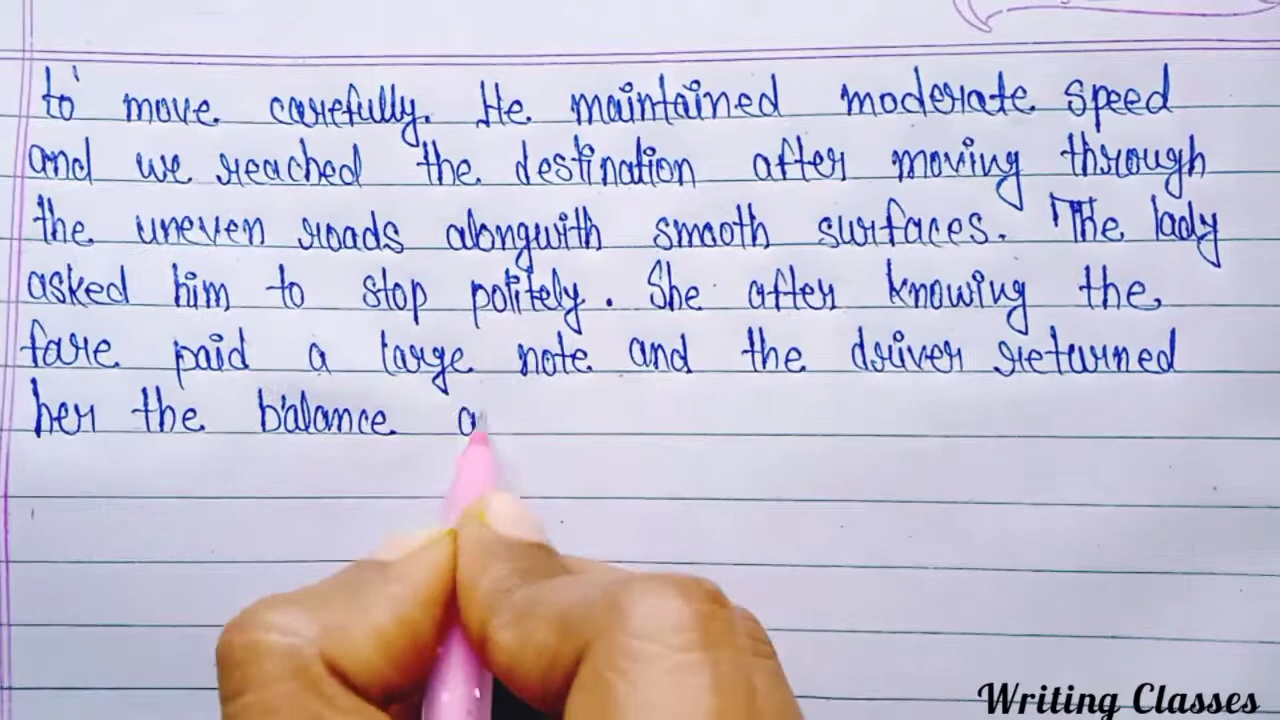 to move carefully. He maintained moderate speed
and we reached the destination after moving through
the uneven roads alongwith smooth surfaces. The lady
asked him to stop politely. She after knowing the
fare paid a large note and the driver returned
her the balance a
Writing Classes